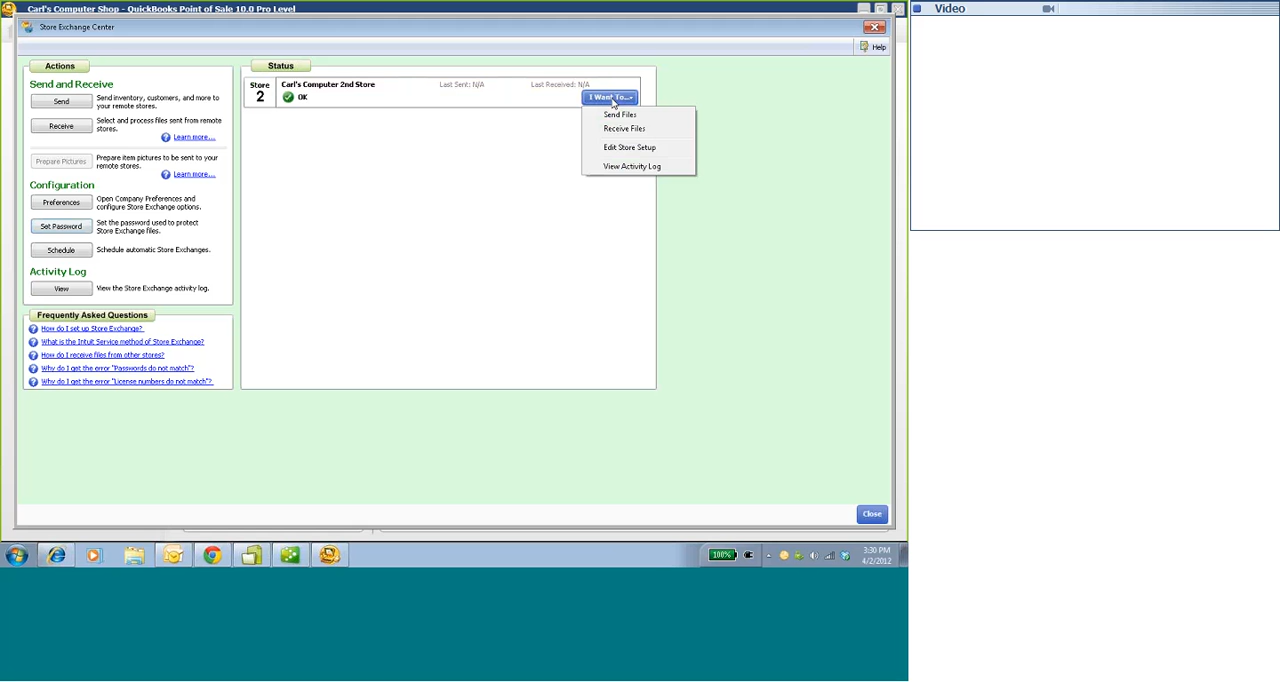 Carl's Computer Shop - QuickBooks Point of Sale 10.0 Pro Level
Video
Store Exchange Center
Help
Actions
Send and Receive
Send
Send inventory, customers, and more to
your remote stores.
Receive
Select and process files sent from remote
stores.
Learn more...
Prepare Pictures
Prepare item pictures to be sent to your
remote stores.
Learn more...
Configuration
Preferences
Open Company Preferences and
configure Store Exchange options.
Set Password
Set the password used to protect
Store Exchange files.
Schedule
Schedule automatic Store Exchanges.
Activity Log
View
View the Store Exchange activity log.
Frequently Asked Questions
How do I set up Store Exchange?
What is the Intuit Service method of Store Exchange?
How do I receive files from other stores?
Why do I get the error "Passwords do not match"?
Why do I get the error "License numbers do not match"?
Status
Store
2
Carl's Computer 2nd Store
Last Sent: N/A
Last Received: N/A
OK
I Want To...
Send Files
Receive Files
Edit Store Setup
View Activity Log
Close
100%
3:30 PM
4/2/2012